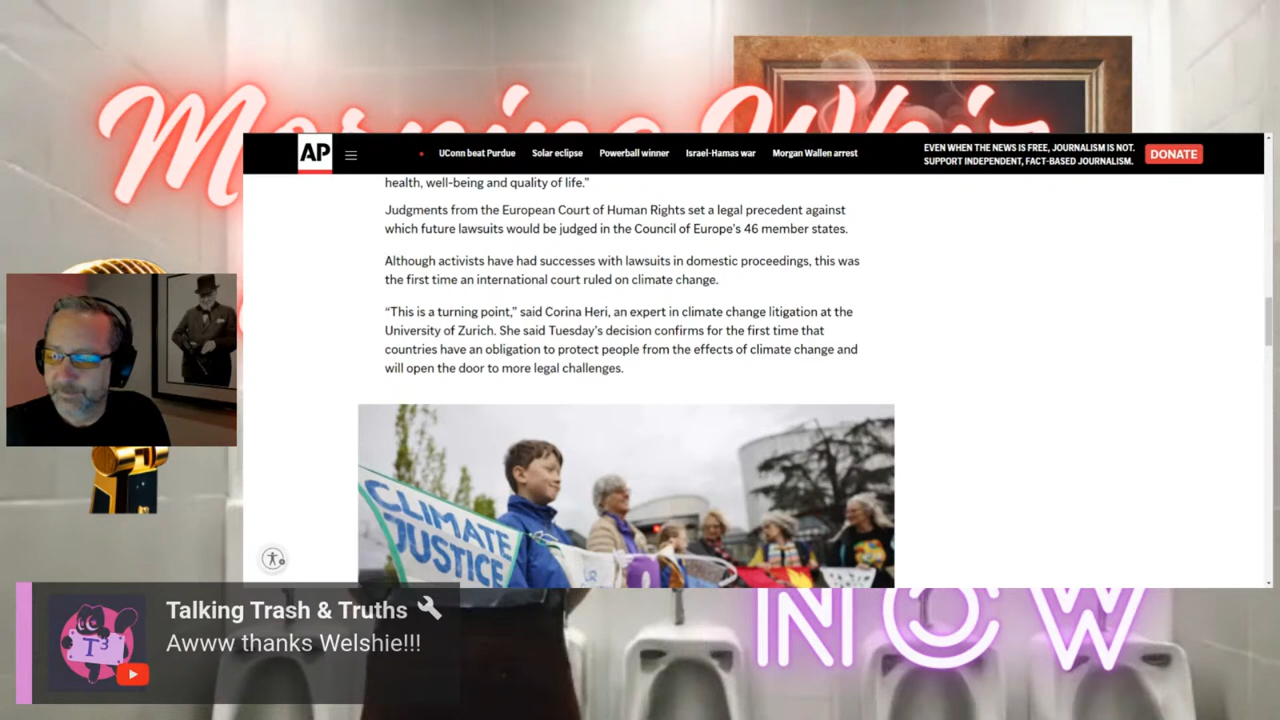 Morning Whiz
AP
UConn beat Purdue
Solar eclipse
Powerball winner
Israel-Hamas war
Morgan Wallen arrest
EVEN WHEN THE NEWS IS FREE, JOURNALISM IS NOT.
SUPPORT INDEPENDENT, FACT-BASED JOURNALISM.
DONATE
health, well-being and quality of life.”
Judgments from the European Court of Human Rights set a legal precedent against
which future lawsuits would be judged in the Council of Europe’s 46 member states.
Although activists have had successes with lawsuits in domestic proceedings, this was
the first time an international court ruled on climate change.
“This is a turning point,” said Corina Heri, an expert in climate change litigation at the
University of Zurich. She said Tuesday’s decision confirms for the first time that
countries have an obligation to protect people from the effects of climate change and
will open the door to more legal challenges.
CLIMATE
JUSTICE
T³
Talking Trash & Truths
Awww thanks Welshie!!!
NOW